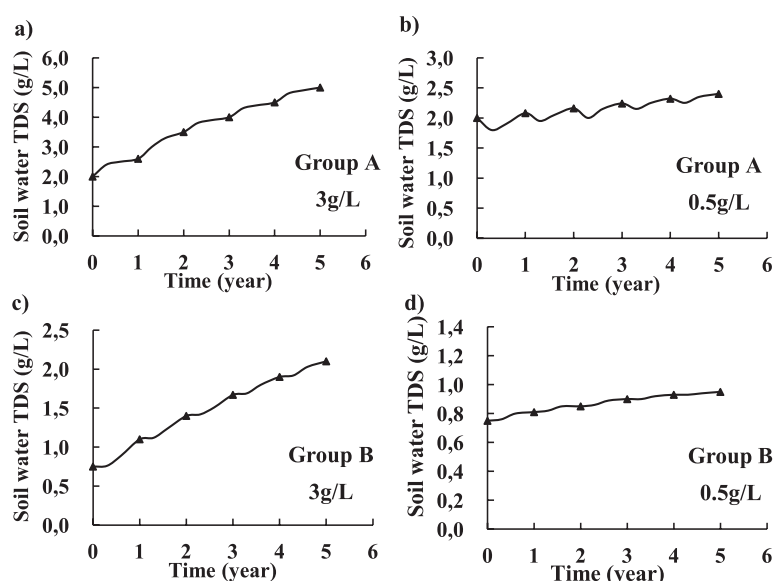 a)
Soil water TDS (g/L)
6,0
5,0
4,0
3,0
2,0
1,0
0,0
Group A
3g/L
0 1 2 3 4 5 6
Time (year)
b)
Soil water TDS (g/L)
3,0
2,5
2,0
1,5
1,0
0,5
0,0
Group A
0.5g/L
0 1 2 3 4 5 6
Time (year)
c)
Soil water TDS (g/L)
2,5
2,0
1,5
1,0
0,5
0,0
Group B
3g/L
0 1 2 3 4 5 6
Time (year)
d)
Soil water TDS (g/L)
1,4
1,2
1,0
0,8
0,6
0,4
0,2
0,0
Group B
0.5g/L
0 1 2 3 4 5 6
Time (year)